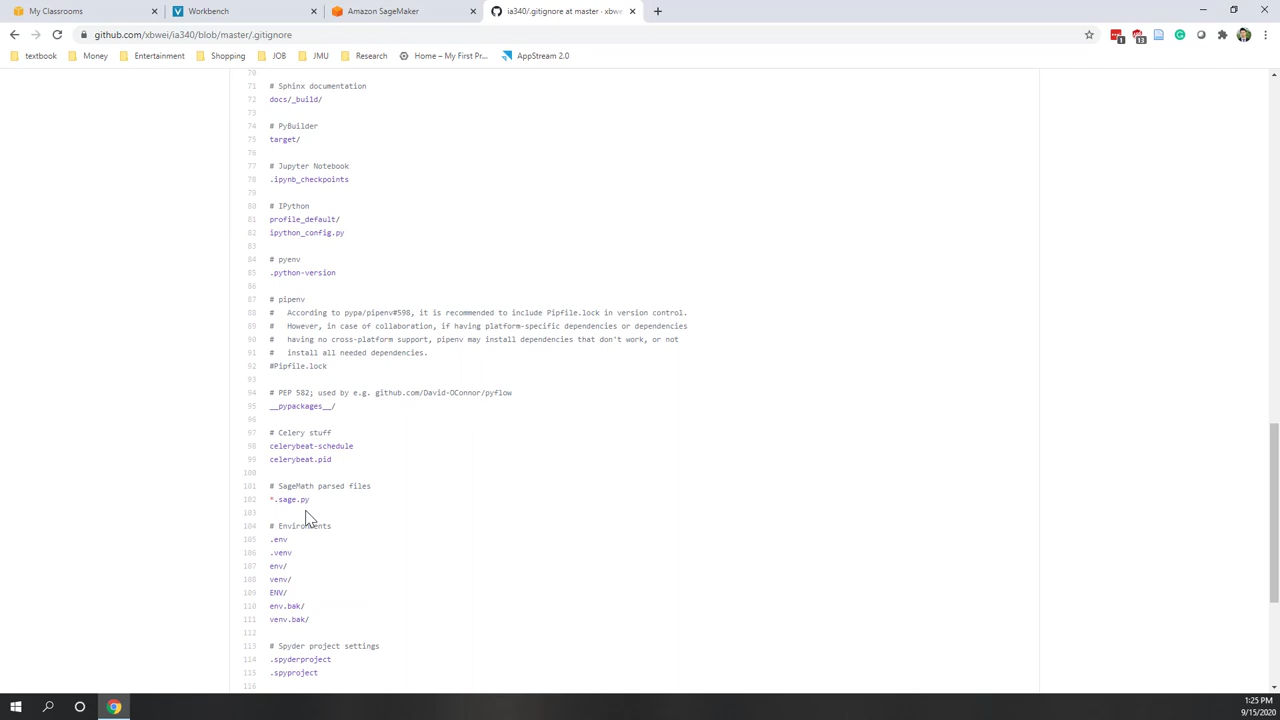 My Classrooms
Workbench
Amazon SageMaker
ia340/.gitignore at master · xbwe
github.com/xbwei/ia340/blob/master/.gitignore
1
13
textbook
Money
Entertainment
Shopping
JOB
JMU
Research
Home – My First Pr...
AppStream 2.0
70
71 # Sphinx documentation
72 docs/_build/
73
74 # PyBuilder
75 target/
76
77 # Jupyter Notebook
78 .ipynb_checkpoints
79
80 # IPython
81 profile_default/
82 ipython_config.py
83
84 # pyenv
85 .python-version
86
87 # pipenv
88 #   According to pypa/pipenv#598, it is recommended to include Pipfile.lock in version control.
89 #   However, in case of collaboration, if having platform-specific dependencies or dependencies
90 #   having no cross-platform support, pipenv may install dependencies that don't work, or not
91 #   install all needed dependencies.
92 #Pipfile.lock
93
94 # PEP 582; used by e.g. github.com/David-OConnor/pyflow
95 __pypackages__/
96
97 # Celery stuff
98 celerybeat-schedule
99 celerybeat.pid
100
101 # SageMath parsed files
102 *.sage.py
103
104 # Environments
105 .env
106 .venv
107 env/
108 venv/
109 ENV/
110 env.bak/
111 venv.bak/
112
113 # Spyder project settings
114 .spyderproject
115 .spyproject
116
1:25 PM
9/15/2020